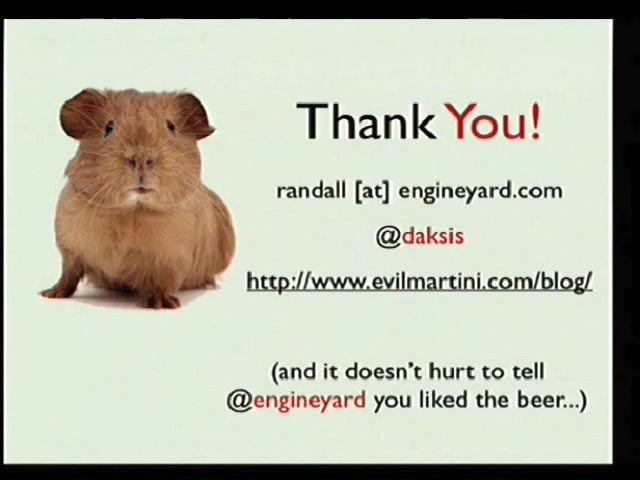 Thank You!
randall [at] engineyard.com
@daksis
http://www.evilmartini.com/blog/
(and it doesn't hurt to tell
@engineyard you liked the beer...)